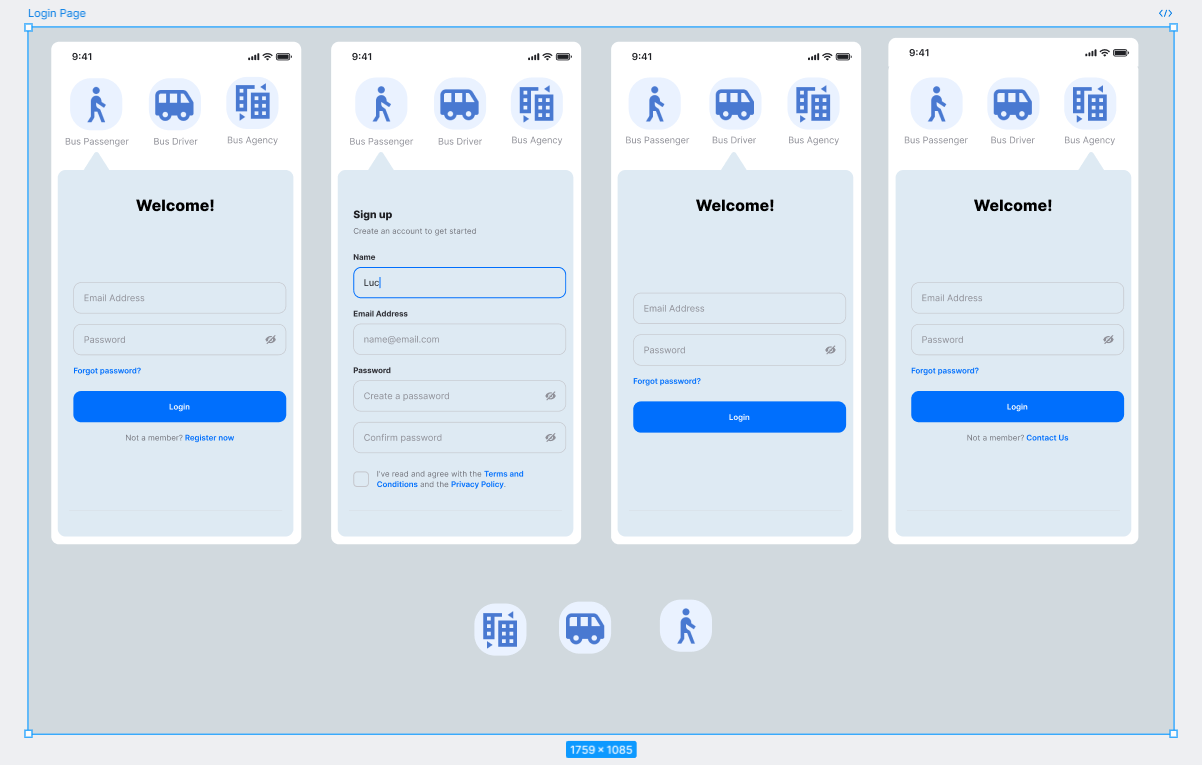 Login Page
9:41
Bus Passenger
Bus Driver
Bus Agency
Welcome!
Email Address
Password
Forgot password?
Login
Not a member? Register now
9:41
Bus Passenger
Bus Driver
Bus Agency
Sign up
Create an account to get started
Name
Luc
Email Address
name@email.com
Password
Create a passaword
Confirm password
I've read and agree with the Terms and
Conditions and the Privacy Policy.
9:41
Bus Passenger
Bus Driver
Bus Agency
Welcome!
Email Address
Password
Forgot password?
Login
9:41
Bus Passenger
Bus Driver
Bus Agency
Welcome!
Email Address
Password
Forgot password?
Login
Not a member? Contact Us
1759 × 1085